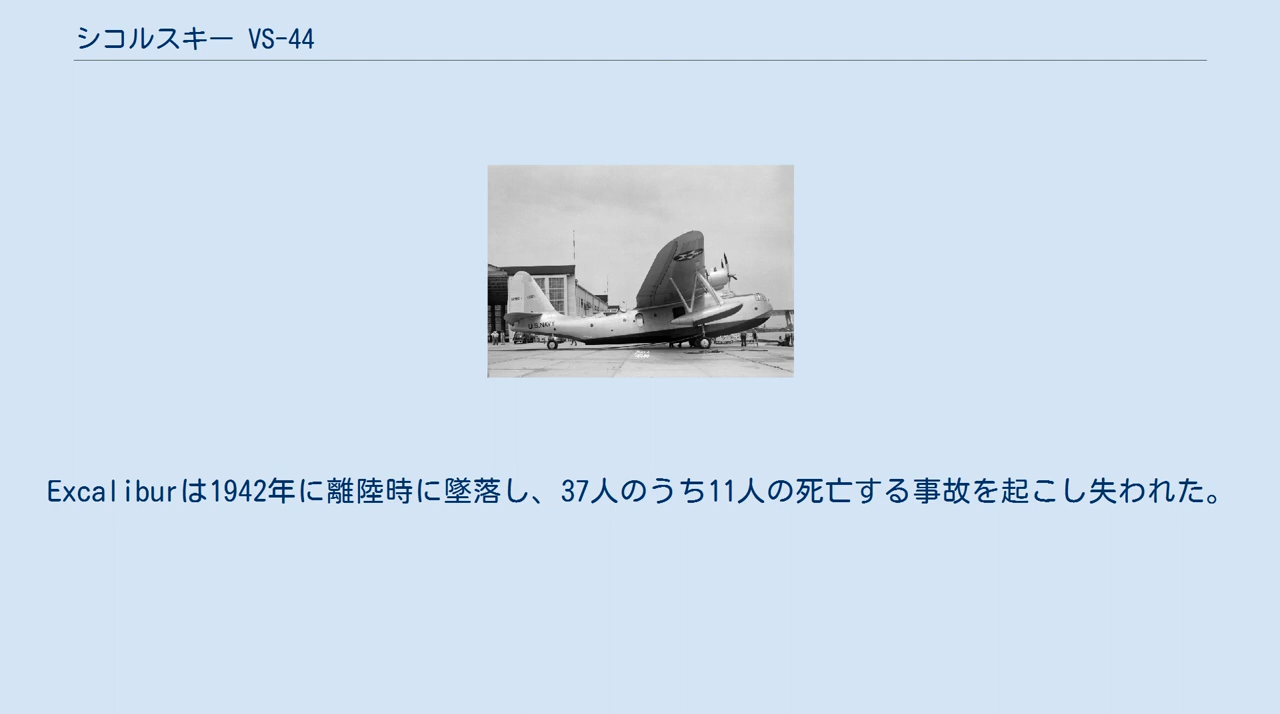 シコルスキー VS-44
U.S.NAVY
Excaliburは1942年に離陸時に墜落し、37人のうち11人の死亡する事故を起こし失われた。